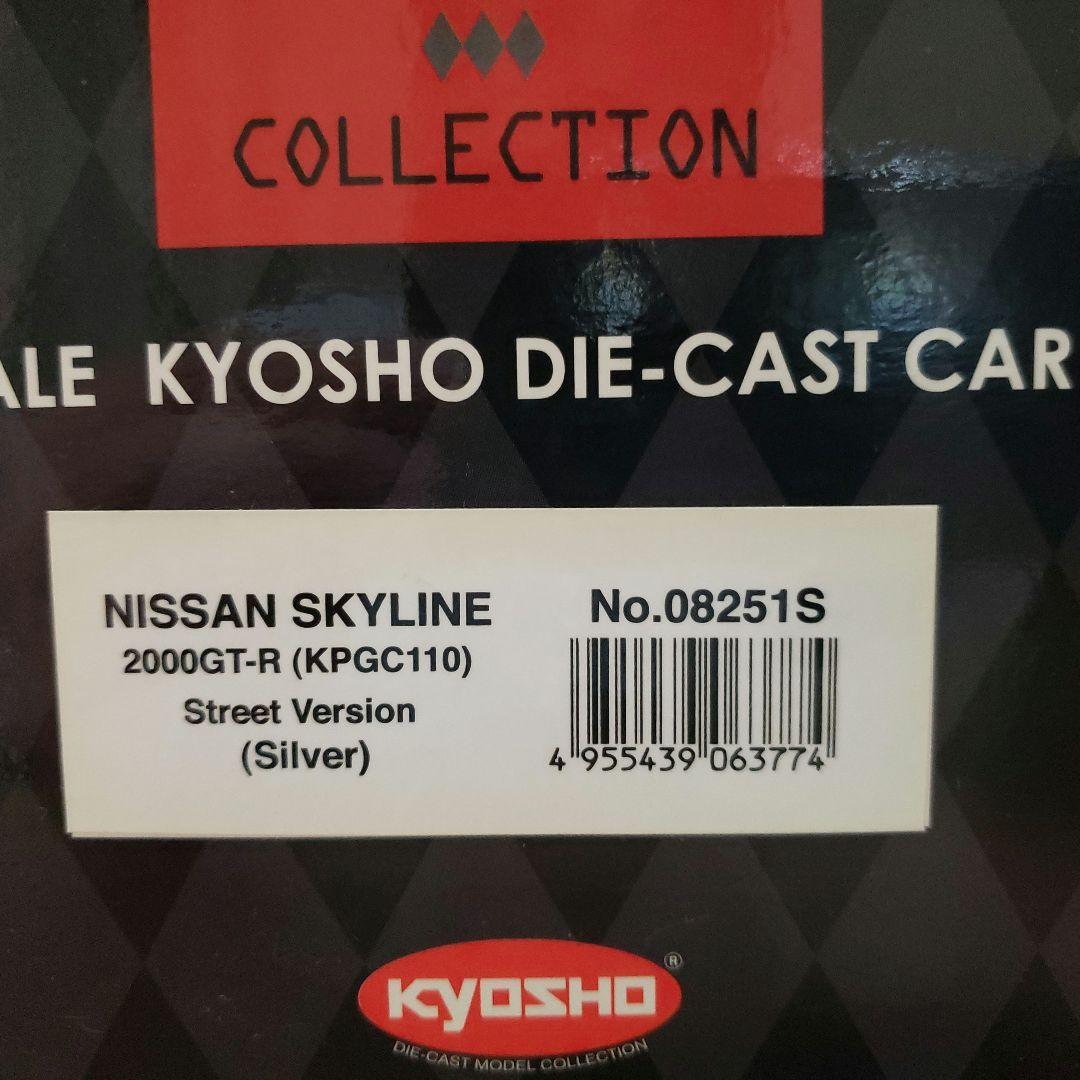 COLLECTION
ALE KYOSHO DIE-CAST CAR
NISSAN SKYLINE
2000GT-R (KPGC110)
Street Version
(Silver)
No.08251S
4 955439 063774
KYOSHO ®
DIE-CAST MODEL COLLECTION